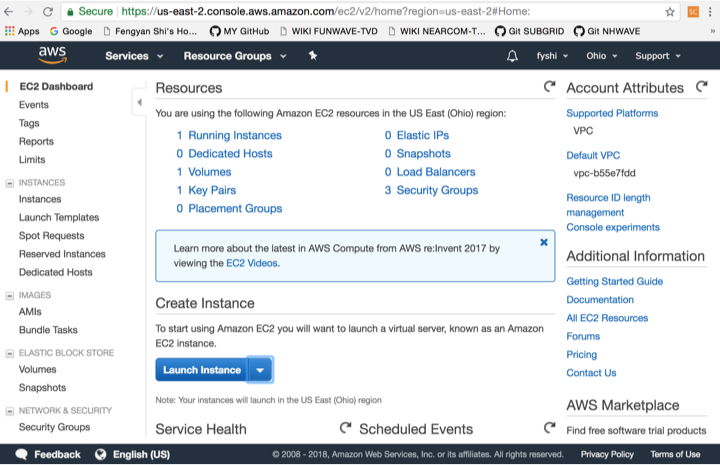 Secure https://us-east-2.console.aws.amazon.com/ec2/v2/home?region=us-east-2#Home: SC
Apps Google Fengyan Shi's Ho... MY GitHub WIKI FUNWAVE-TVD WIKI NEARCOM-T... Git SUBGRID Git NHWAVE »
aws Services Resource Groups fyshi Ohio Support
EC2 Dashboard
Events
Tags
Reports
Limits
INSTANCES
Instances
Launch Templates
Spot Requests
Reserved Instances
Dedicated Hosts
IMAGES
AMIs
Bundle Tasks
ELASTIC BLOCK STORE
Volumes
Snapshots
NETWORK & SECURITY
Security Groups
Resources
You are using the following Amazon EC2 resources in the US East (Ohio) region:
1 Running Instances 0 Elastic IPs
0 Dedicated Hosts 0 Snapshots
1 Volumes 0 Load Balancers
1 Key Pairs 3 Security Groups
0 Placement Groups
Learn more about the latest in AWS Compute from AWS re:Invent 2017 by
viewing the EC2 Videos.
Create Instance
To start using Amazon EC2 you will want to launch a virtual server, known as an Amazon
EC2 instance.
Launch Instance
Note: Your instances will launch in the US East (Ohio) region
Service Health Scheduled Events
Account Attributes
Supported Platforms
VPC
Default VPC
vpc-b55e7fdd
Resource ID length
management
Console experiments
Additional Information
Getting Started Guide
Documentation
All EC2 Resources
Forums
Pricing
Contact Us
AWS Marketplace
Find free software trial products
Feedback English (US) © 2008 - 2018, Amazon Web Services, Inc. or its affiliates. All rights reserved. Privacy Policy Terms of Use